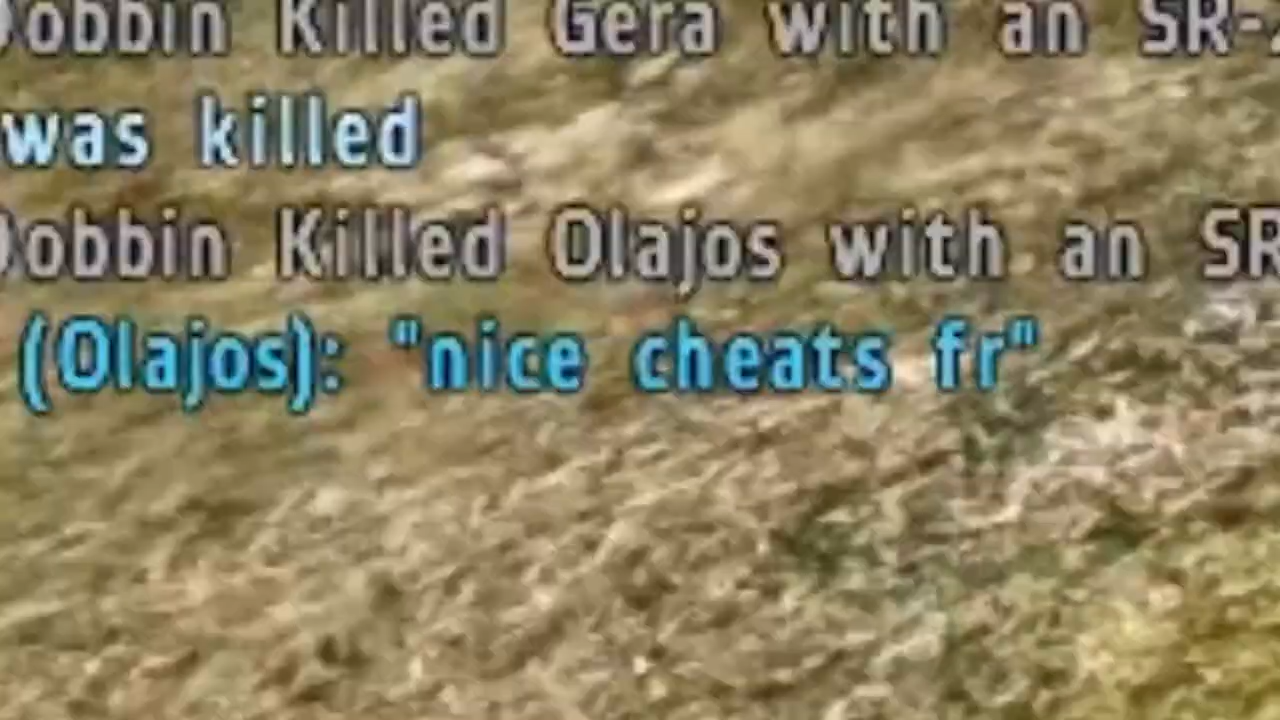 Killed Gera with an
was killed
Killed Olajos with an
(Olajos): "nice cheats fr"